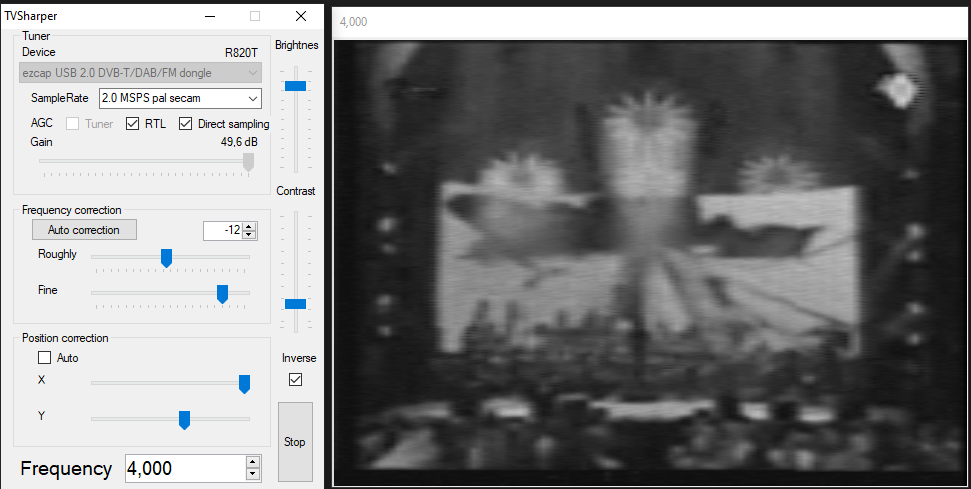 TVSharper
Tuner
Device R820T
ezcap USB 2.0 DVB-T/DAB/FM dongle
SampleRate 2.0 MSPS pal secam
AGC Tuner RTL Direct sampling
Gain 49,6 dB
Frequency correction
Auto correction -12
Roughly
Fine
Position correction
Auto
X
Y
Frequency 4,000
Brightnes
Contrast
Inverse
Stop
4,000